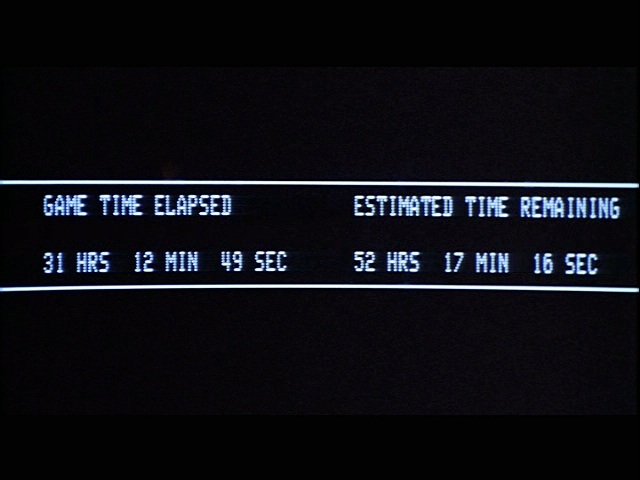 GAME TIME ELAPSED    ESTIMATED TIME REMAINING
31 HRS  12 MIN  49 SEC    52 HRS  17 MIN  16 SEC